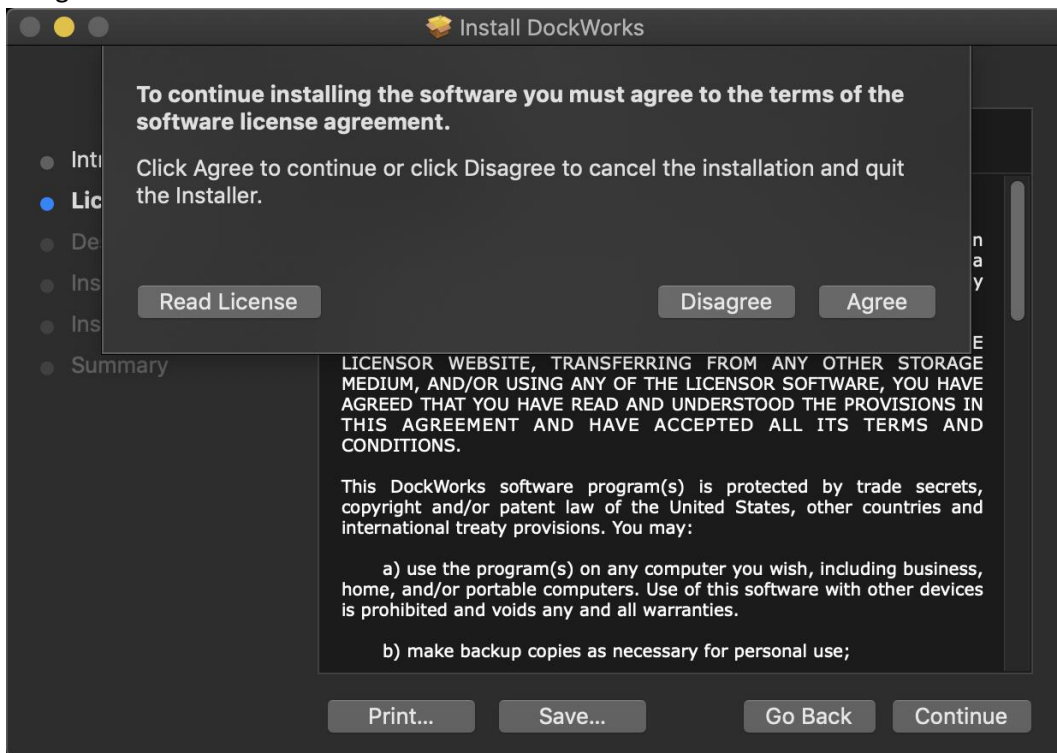 Install DockWorks
To continue installing the software you must agree to the terms of the
software license agreement.
Click Agree to continue or click Disagree to cancel the installation and quit
the Installer.
Read License
Disagree
Agree
Summary
LICENSOR WEBSITE, TRANSFERRING FROM ANY OTHER STORAGE
MEDIUM, AND/OR USING ANY OF THE LICENSOR SOFTWARE, YOU HAVE
AGREED THAT YOU HAVE READ AND UNDERSTOOD THE PROVISIONS IN
THIS AGREEMENT AND HAVE ACCEPTED ALL ITS TERMS AND
CONDITIONS.
This DockWorks software program(s) is protected by trade secrets,
copyright and/or patent law of the United States, other countries and
international treaty provisions. You may:
a) use the program(s) on any computer you wish, including business,
home, and/or portable computers. Use of this software with other devices
is prohibited and voids any and all warranties.
b) make backup copies as necessary for personal use;
Print...
Save...
Go Back
Continue